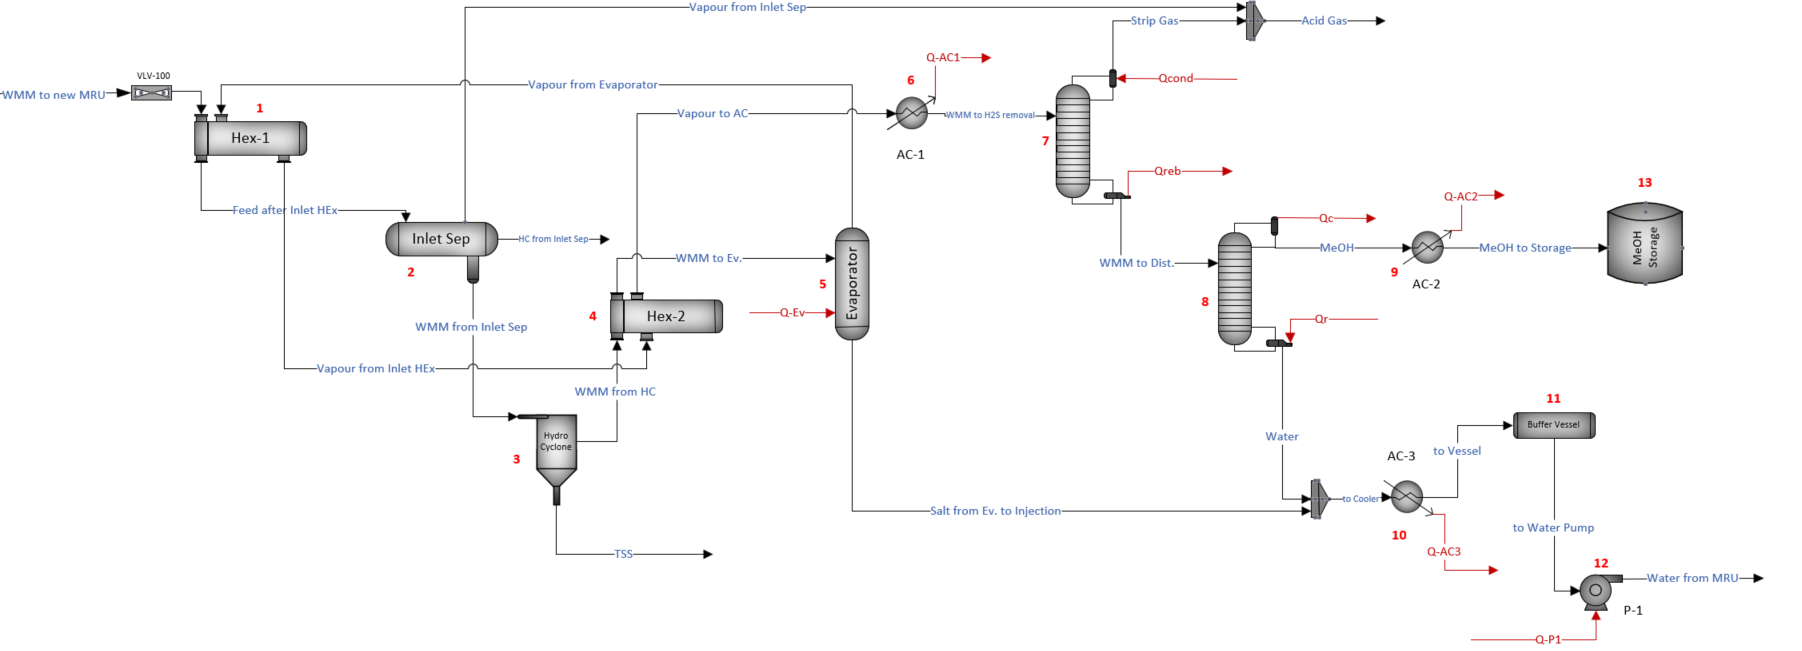 Vapour from Inlet Sep
Strip Gas
Acid Gas
Q-AC1
VLV-100
6
Qcond
WMM to new MRU
Vapour from Evaporator
1
Vapour to AC
WMM to H2S removal
Hex-1
7
AC-1
Qreb
13
Q-AC2
Feed after Inlet HEx
Qc
Inlet Sep
HC from Inlet Sep
MeOH
MeOH to Storage
MeOH
Storage
2
WMM to Ev.
WMM to Dist.
9
AC-2
5
Evaporator
8
4
Hex-2
Q-Ev
Qr
WMM from Inlet Sep
Vapour from Inlet HEx
WMM from HC
11
Buffer Vessel
Hydro
Cyclone
Water
to Vessel
AC-3
3
to Cooler
Salt from Ev. to Injection
to Water Pump
10
TSS
Q-AC3
12
Water from MRU
P-1
Q-P1